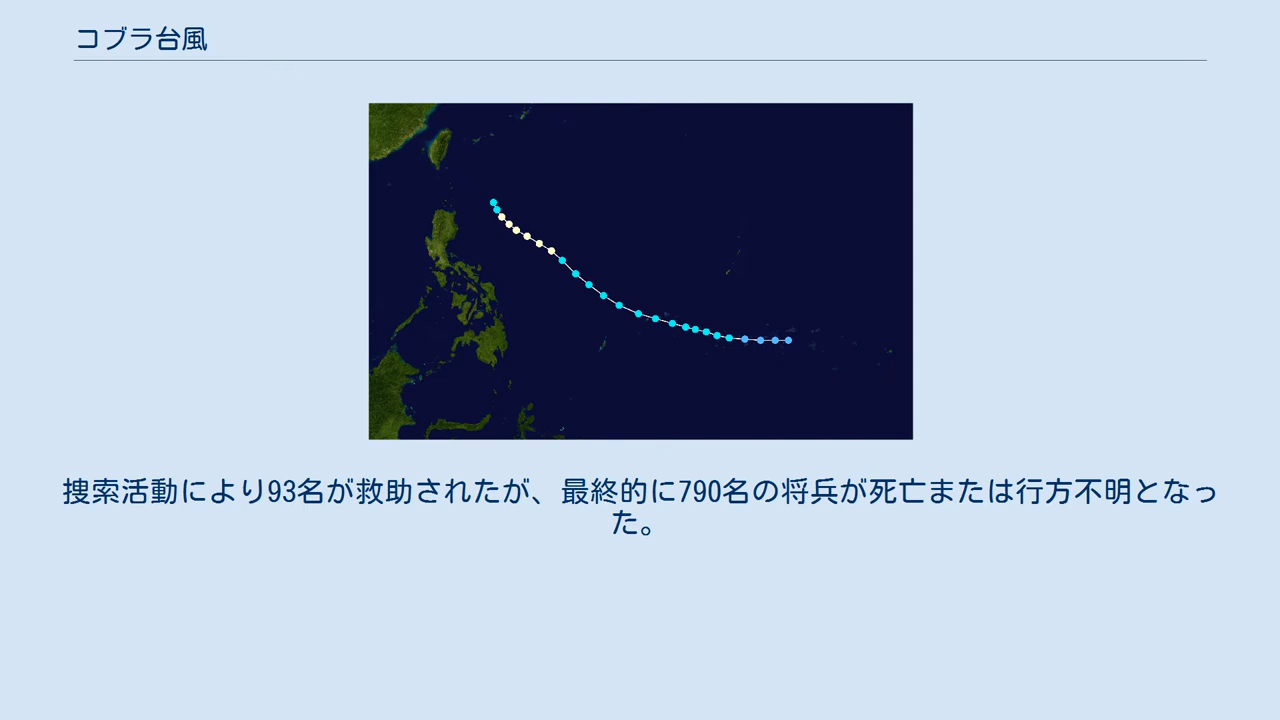 コブラ台風
捜索活動により93名が救助されたが、最終的に790名の将兵が死亡または行方不明となっ
た。